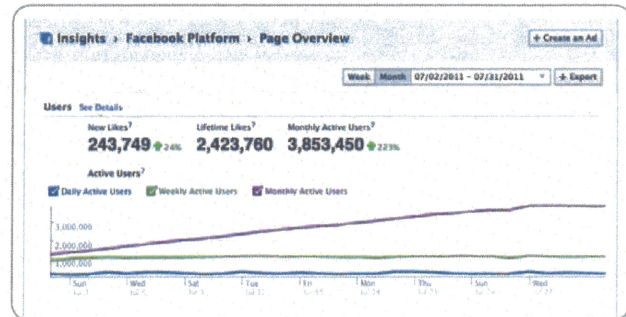 Insights › Facebook Platform › Page Overview
+ Create an Ad
Week Month 07/02/2011 - 07/31/2011 + Export
Users See Details
New Likes? Lifetime Likes? Monthly Active Users?
243,749 24% 2,423,760 3,853,450 223%
Active Users?
Daily Active Users Weekly Active Users Monthly Active Users
3,000,000
2,000,000
1,000,000
Sun Wed Sat Tue Fri Mon Thu Sun Wed